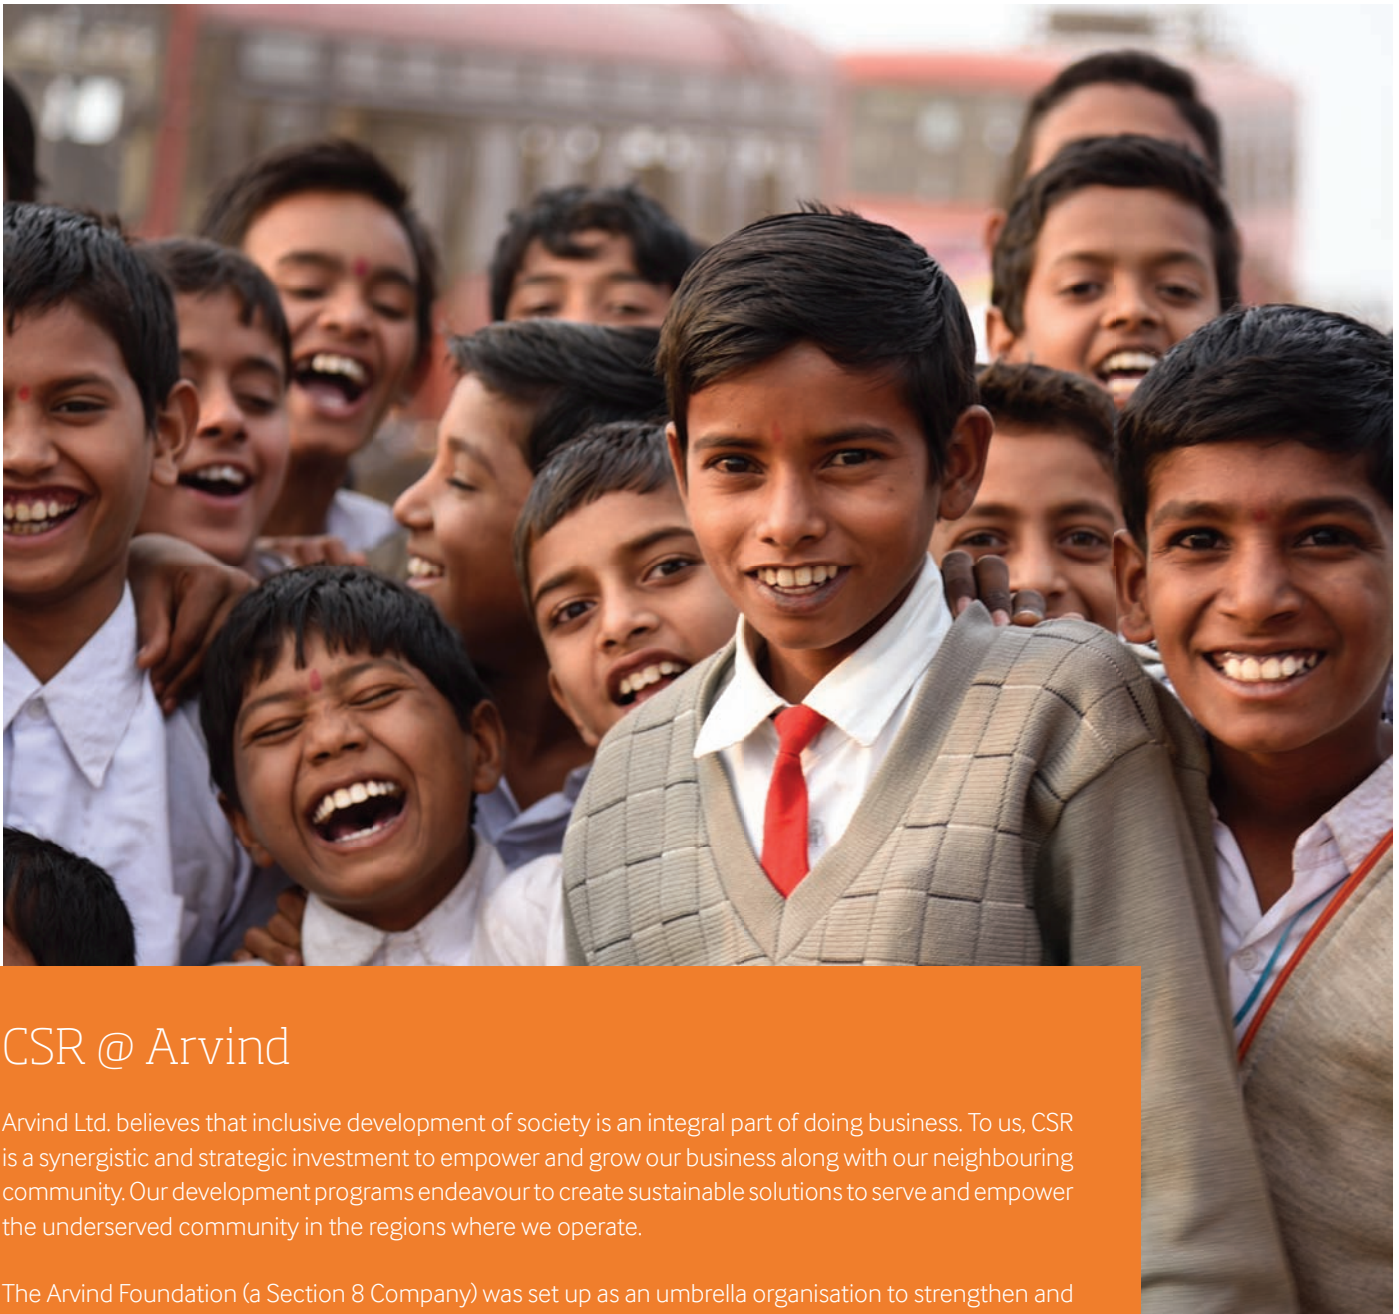 CSR @ Arvind
Arvind Ltd. believes that inclusive development of society is an integral part of doing business. To us, CSR
is a synergistic and strategic investment to empower and grow our business along with our neighbouring
community. Our development programs endeavour to create sustainable solutions to serve and empower
the underserved community in the regions where we operate.
The Arvind Foundation (a Section 8 Company) was set up as an umbrella organisation to strengthen and